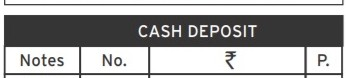 CASH DEPOSIT
Notes No. ₹ P.